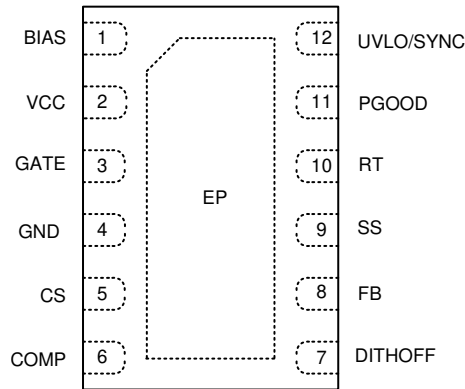 BIAS 1 12 UVLO/SYNC
VCC 2 11 PGOOD
GATE 3 10 RT
EP
GND 4 9 SS
CS 5 8 FB
COMP 6 7 DITHOFF